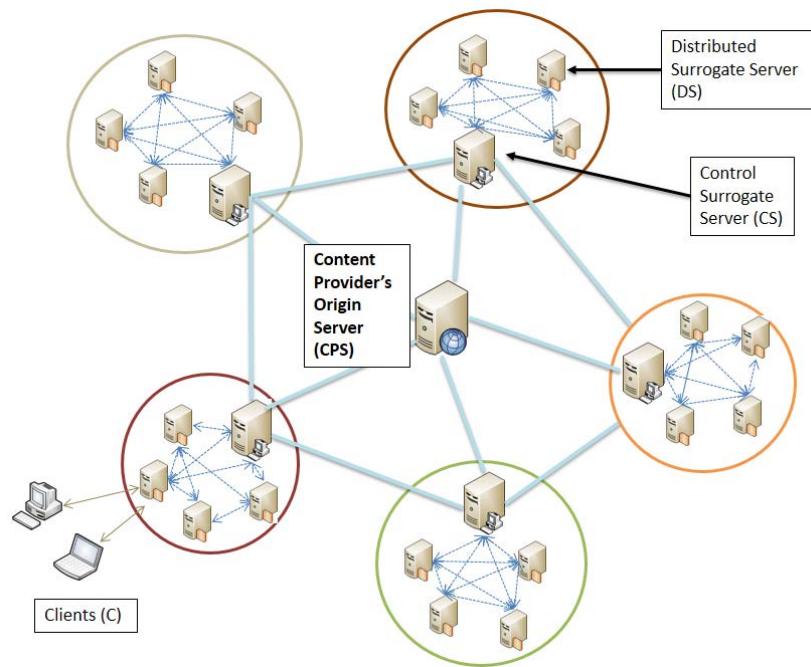 Distributed
Surrogate Server
(DS)
Control
Surrogate
Server (CS)
Content
Provider's
Origin
Server
(CPS)
Clients (C)